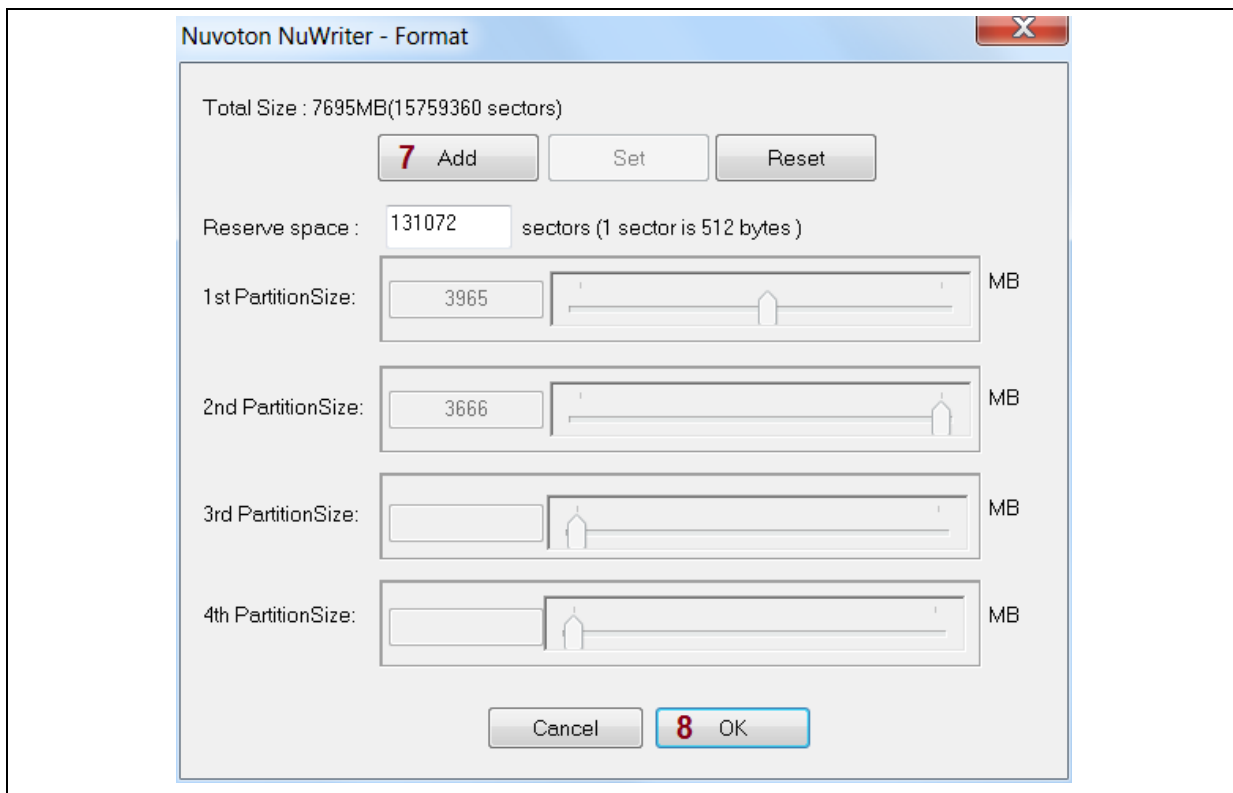 Nuvoton NuWriter - Format
X
Total Size : 7695MB(15759360 sectors)
7 Add Set Reset
Reserve space : 131072 sectors (1 sector is 512 bytes )
1st PartitionSize: 3965 MB
2nd PartitionSize: 3666 MB
3rd PartitionSize: MB
4th PartitionSize: MB
Cancel 8 OK